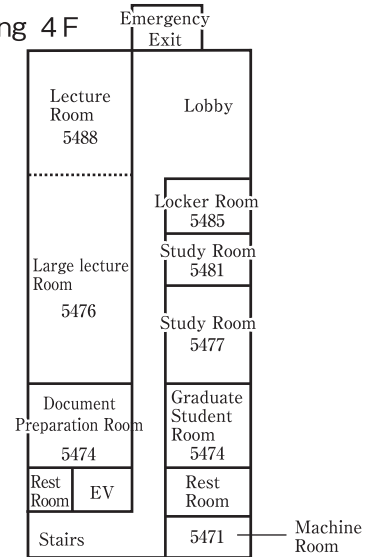 ng 4F
Emergency
Exit
Lecture
Room
5488
Lobby
Locker Room
5485
Study Room
5481
Large lecture
Room
5476
Study Room
5477
Document
Preparation Room
5474
Graduate
Student
Room
5474
Rest
Room
EV
Rest
Room
Stairs
5471
Machine
Room